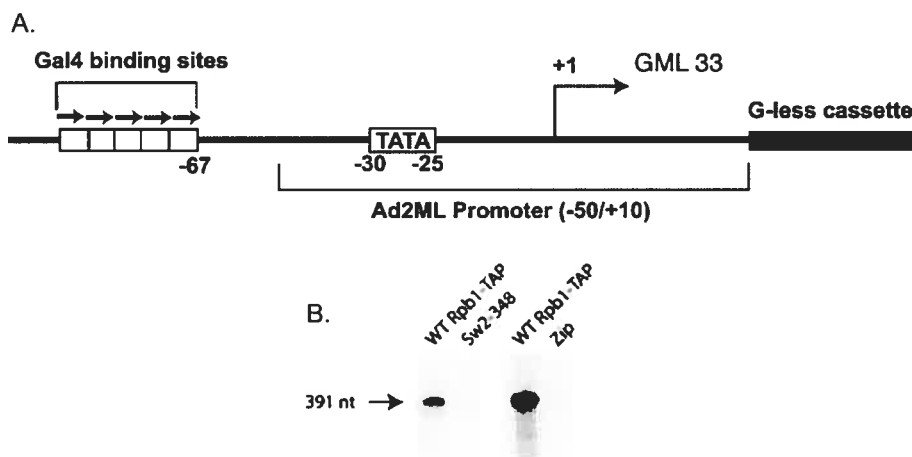 A.
Gal4 binding sites
+1
GML 33
G-less cassette
TATA
-67
-30
-25
Ad2ML Promoter (-50/+10)
B.
WT Rpb1-TAP
Sw2-348
WT Rpb1-TAP
Zip
391 nt